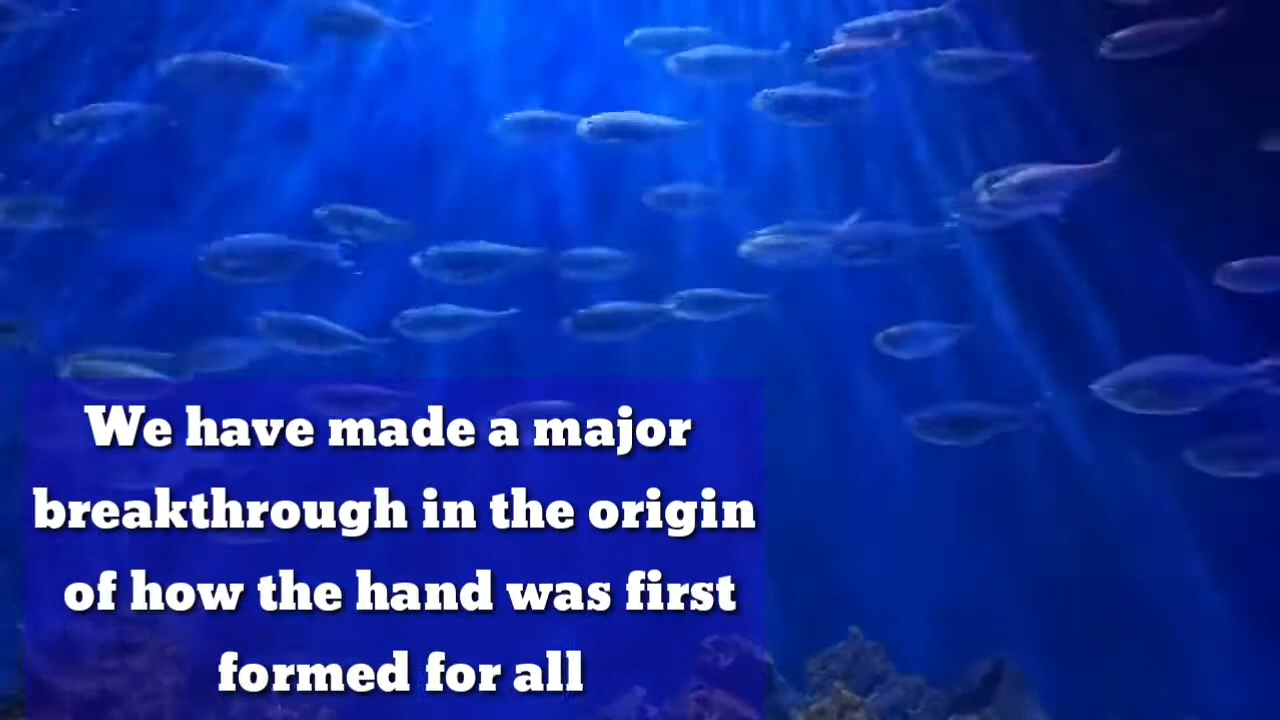 We have made a major
breakthrough in the origin
of how the hand was first
formed for all